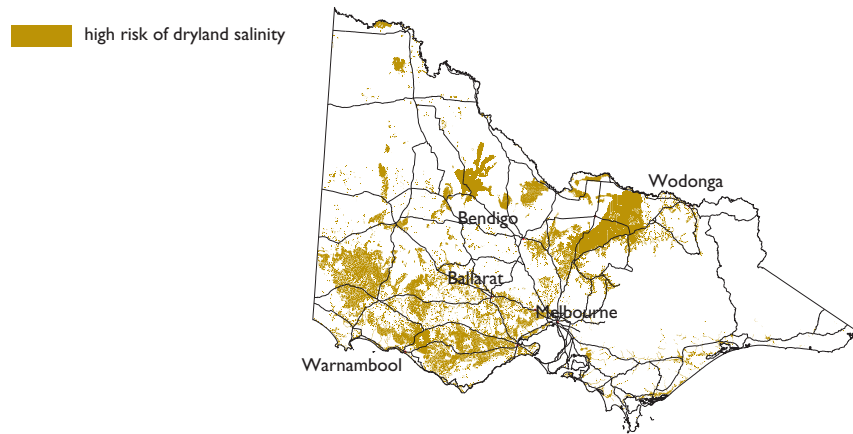 high risk of dryland salinity
Wodonga
Bendigo
Ballarat
Melbourne
Warnambool